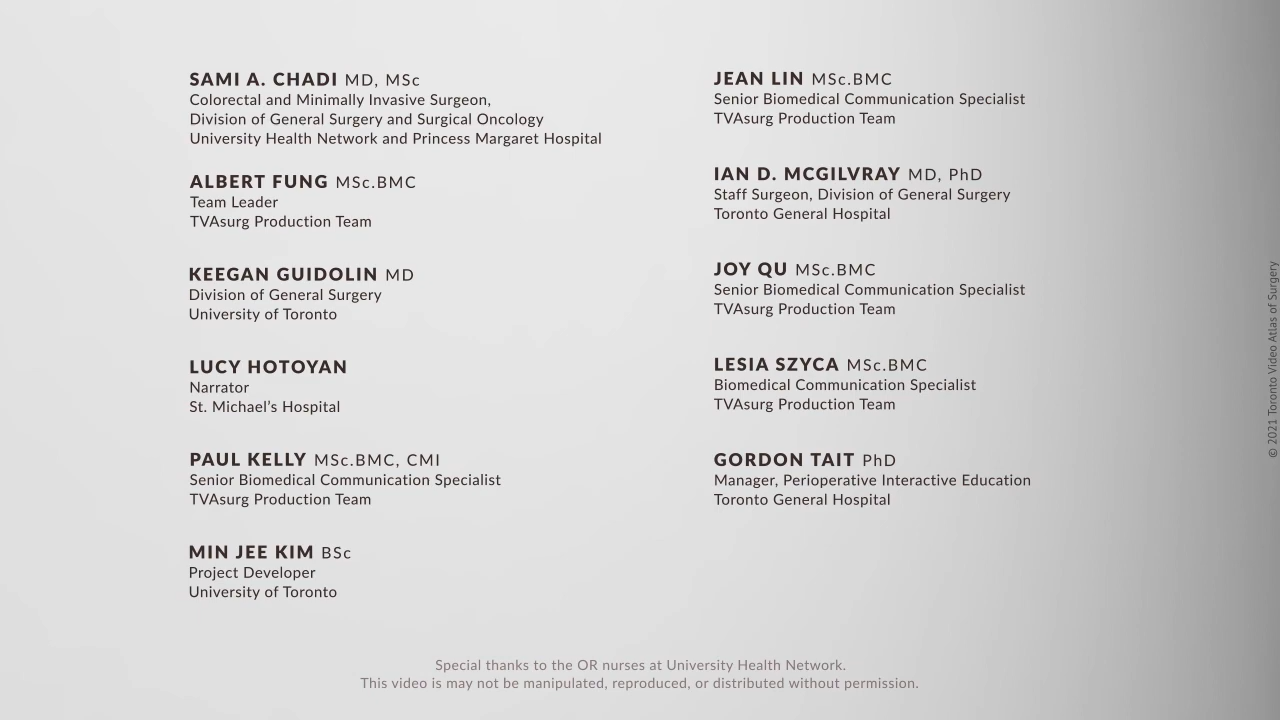 SAMI A. CHADI MD, MSc
Colorectal and Minimally Invasive Surgeon,
Division of General Surgery and Surgical Oncology
University Health Network and Princess Margaret Hospital
ALBERT FUNG MSc.BMC
Team Leader
TVAsurg Production Team
KEEGAN GUIDOLIN MD
Division of General Surgery
University of Toronto
LUCY HOTOYAN
Narrator
St. Michael's Hospital
PAUL KELLY MSc.BMC, CMI
Senior Biomedical Communication Specialist
TVAsurg Production Team
MIN JEE KIM BSc
Project Developer
University of Toronto
JEAN LIN MSc.BMC
Senior Biomedical Communication Specialist
TVAsurg Production Team
IAN D. MCGILVRAY MD, PhD
Staff Surgeon, Division of General Surgery
Toronto General Hospital
JOY QU MSc.BMC
Senior Biomedical Communication Specialist
TVAsurg Production Team
LESIA SZYCA MSc.BMC
Biomedical Communication Specialist
TVAsurg Production Team
GORDON TAIT PhD
Manager, Perioperative Interactive Education
Toronto General Hospital
Special thanks to the OR nurses at University Health Network.
This video is may not be manipulated, reproduced, or distributed without permission.
© 2021 Toronto Video Atlas of Surgery